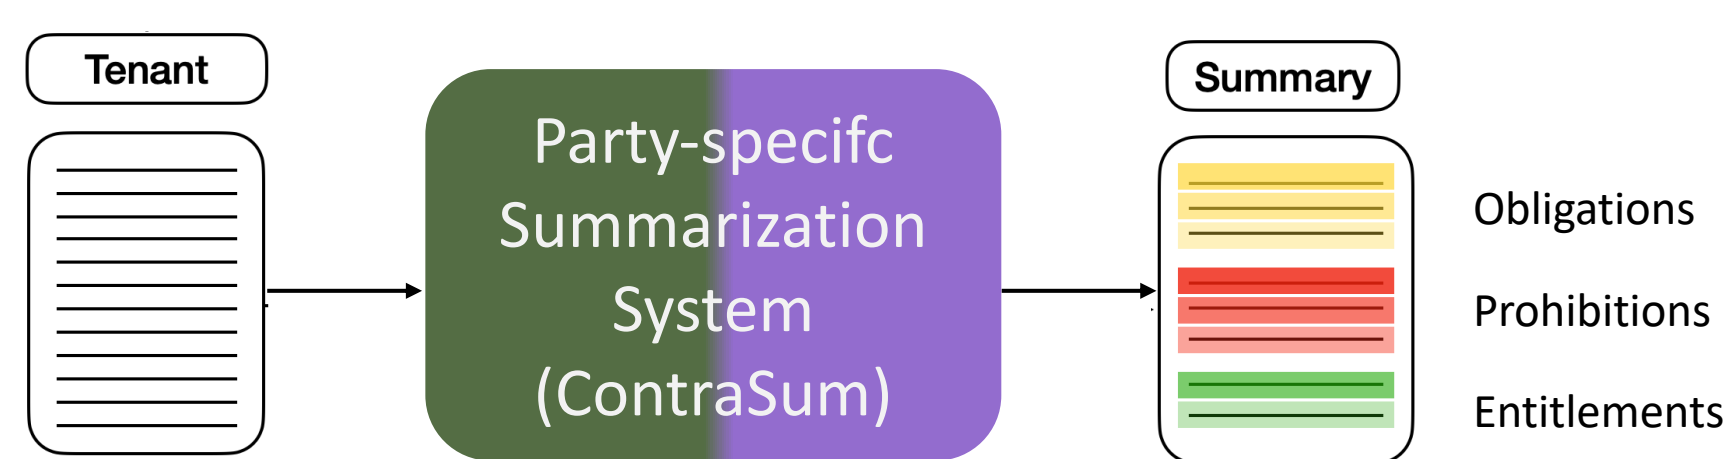 Tenant
Party-specifc
Summarization
System
(ContraSum)
Summary
Obligations
Prohibitions
Entitlements